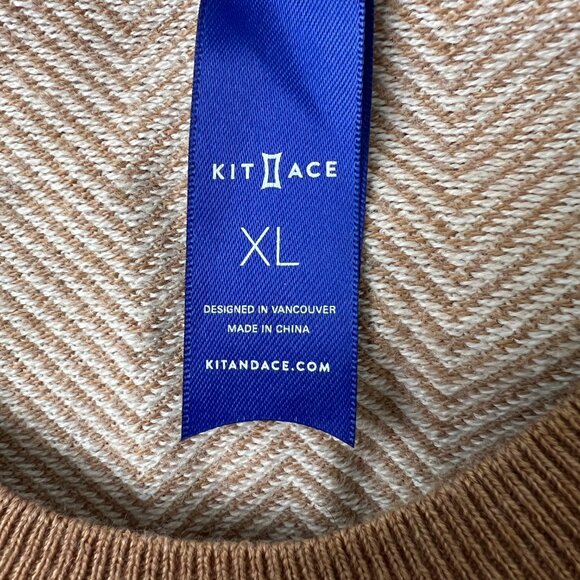 KIT ACE
XL
DESIGNED IN VANCOUVER
MADE IN CHINA
KITANDACE.COM